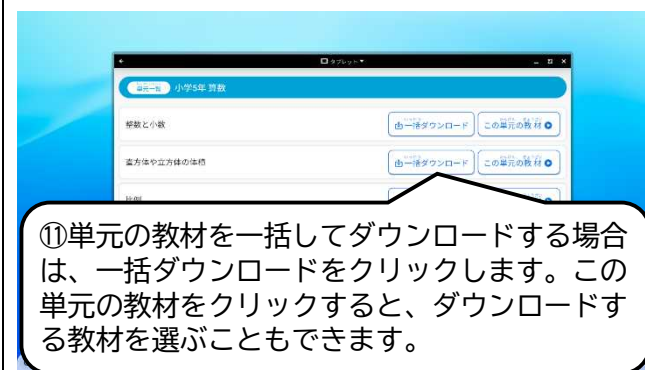 タブレット
単元一覧 小学5年 算数
整数と小数
一括ダウンロード この単元の教材
直方体や立方体の体積
一括ダウンロード この単元の教材
比例
⑪単元の教材を一括してダウンロードする場合
は、一括ダウンロードをクリックします。この
単元の教材をクリックすると、ダウンロードす
る教材を選ぶこともできます。